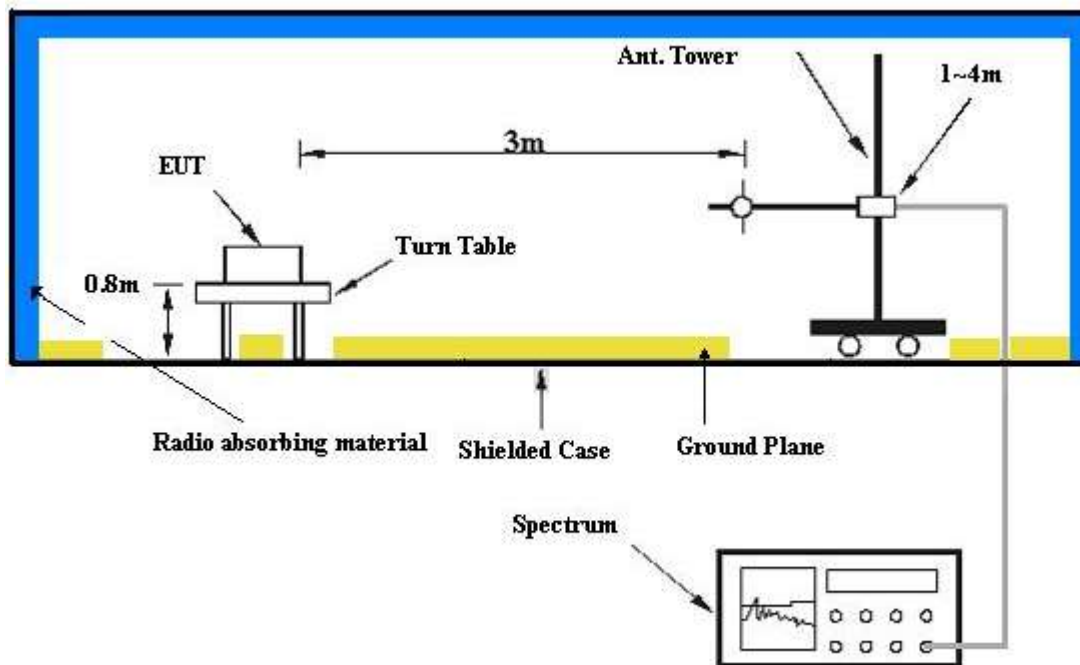 Ant. Tower
1~4m
3m
EUT
Turn Table
0.8m
Radio absorbing material
Shielded Case
Ground Plane
Spectrum